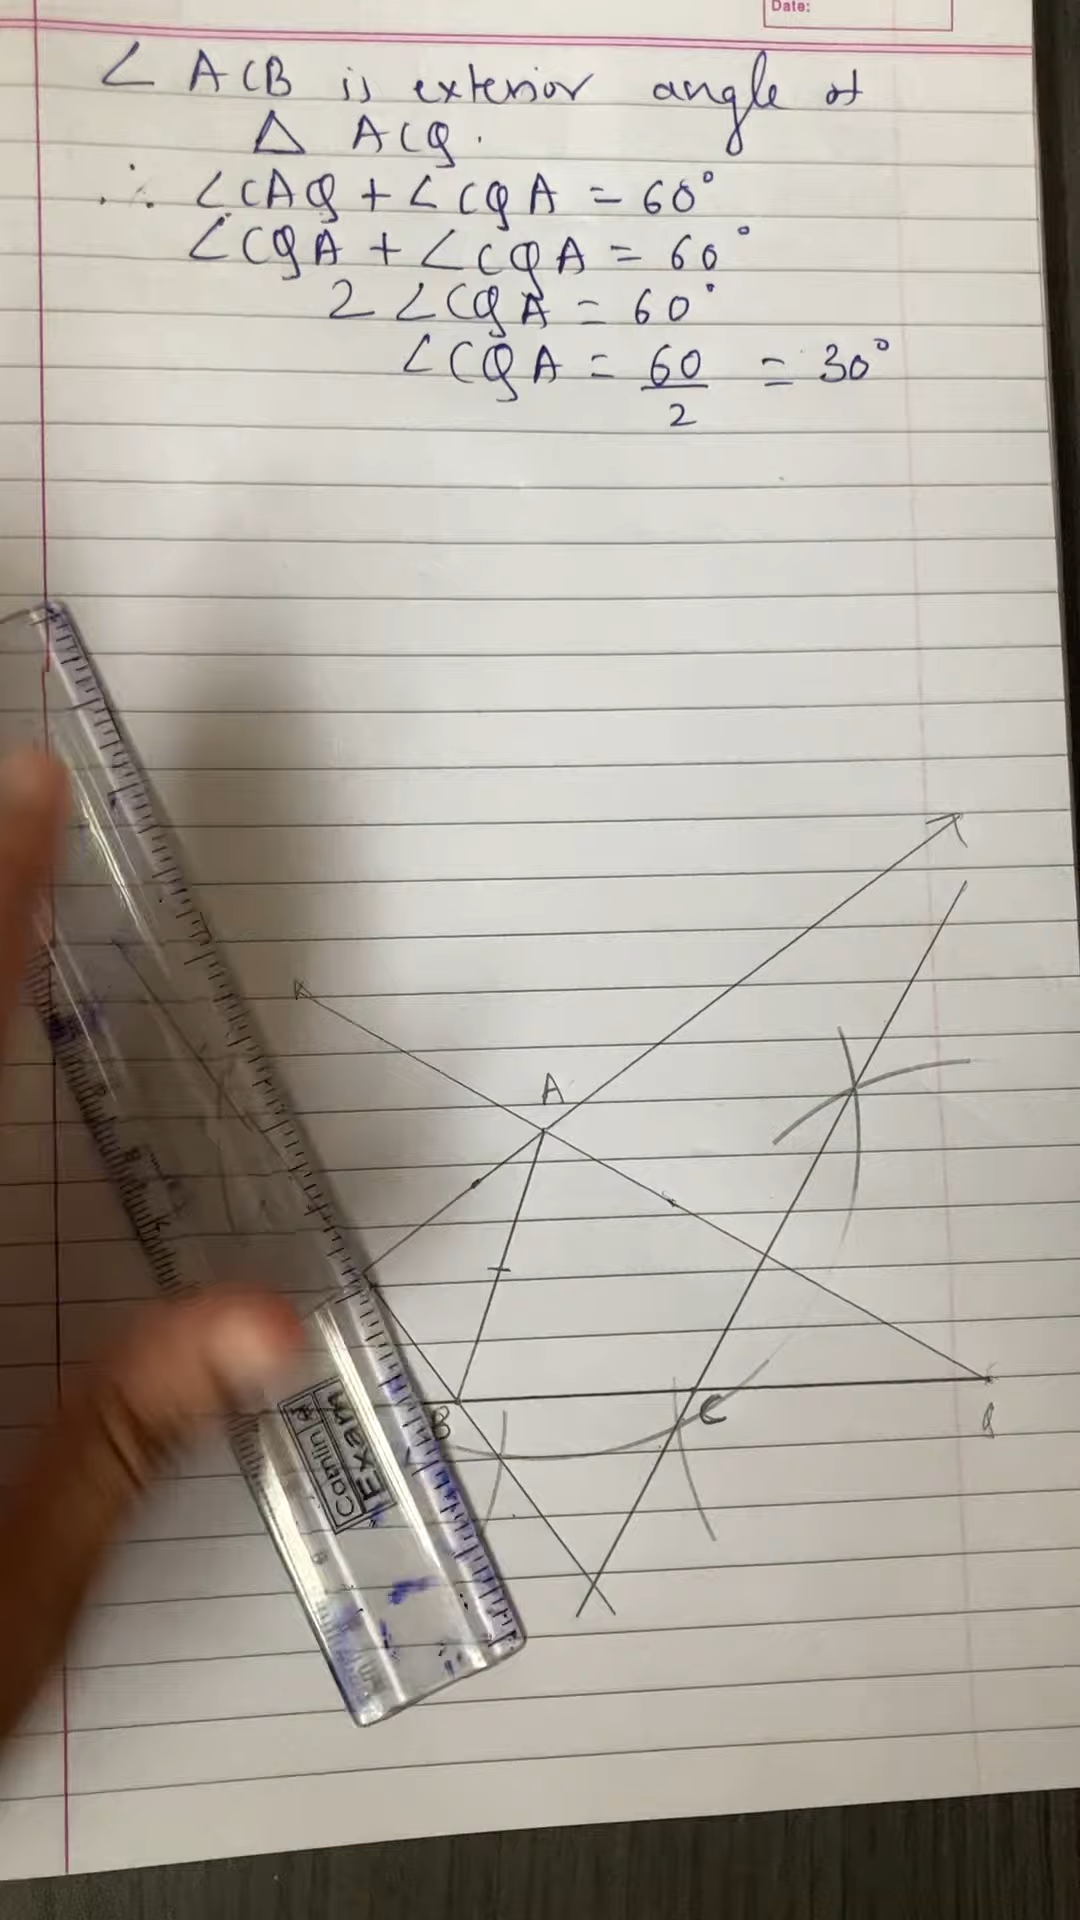 Date:
∠ ACB is exterior angle of
△ ACQ.
∴ ∠CAQ + ∠CQA = 60°
∠CQA + ∠CQA = 60°
2 ∠CQA = 60°
∠CQA = 60/2 = 30°
A
B
C
Q
Camlin
Exam